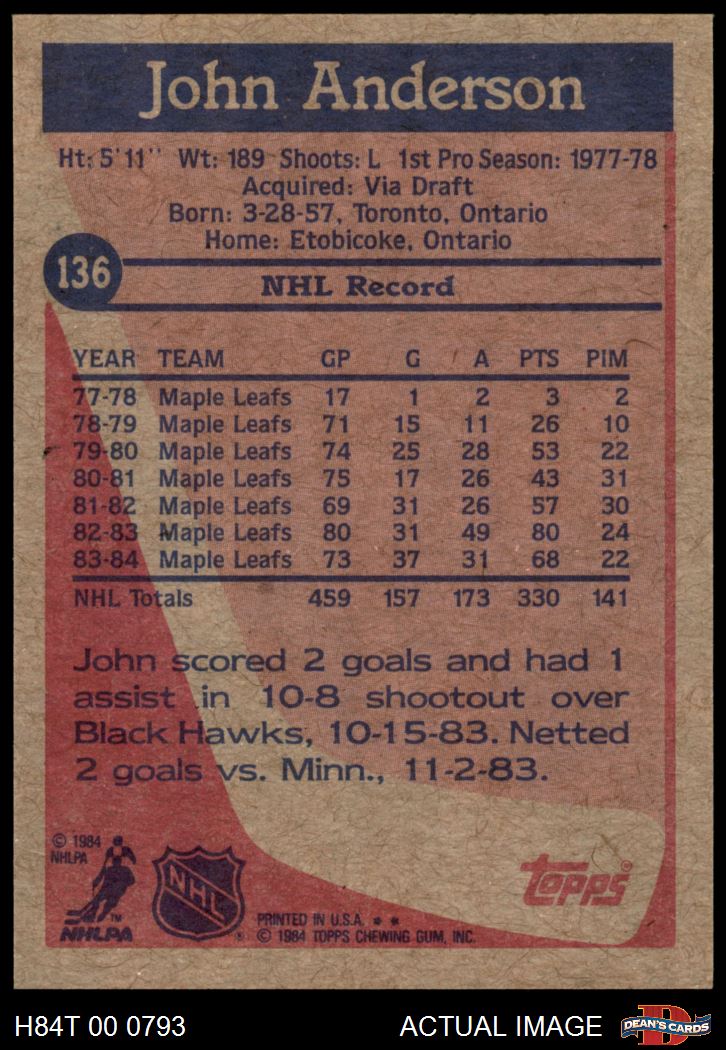 John Anderson
Ht: 5'11" Wt: 189 Shoots: L 1st Pro Season: 1977-78
Acquired: Via Draft
Born: 3-28-57, Toronto, Ontario
Home: Etobicoke, Ontario
136
NHL Record
YEAR TEAM GP G A PTS PIM
77-78 Maple Leafs 17 1 2 3 2
78-79 Maple Leafs 71 15 11 26 10
79-80 Maple Leafs 74 25 28 53 22
80-81 Maple Leafs 75 17 26 43 31
81-82 Maple Leafs 69 31 26 57 30
82-83 Maple Leafs 80 31 49 80 24
83-84 Maple Leafs 73 37 31 68 22
NHL Totals 459 157 173 330 141
John scored 2 goals and had 1
assist in 10-8 shootout over
Black Hawks, 10-15-83. Netted
2 goals vs. Minn., 11-2-83.
© 1984
NHLPA
TM
NHLPA
NHL
®
topps®
PRINTED IN U.S.A. * *
© 1984 TOPPS CHEWING GUM, INC.
H84T 00 0793
ACTUAL IMAGE
D
DEAN'S CARDS